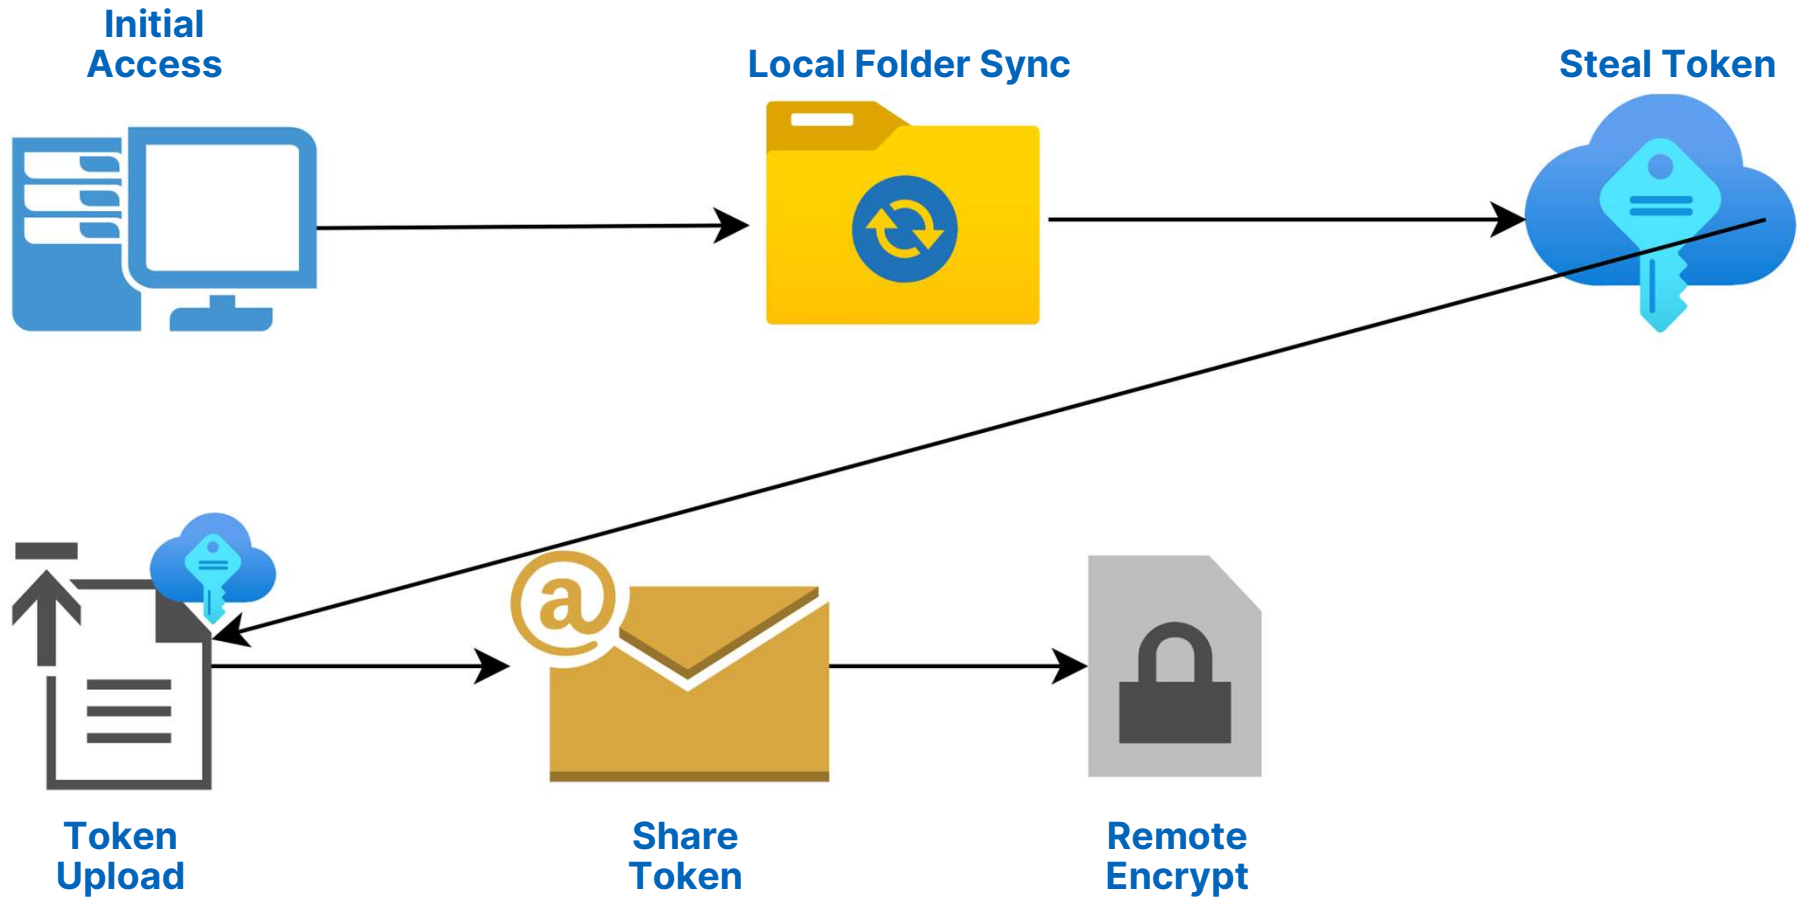 Initial
Access
Local Folder Sync
Steal Token
Token
Upload
Share
Token
Remote
Encrypt